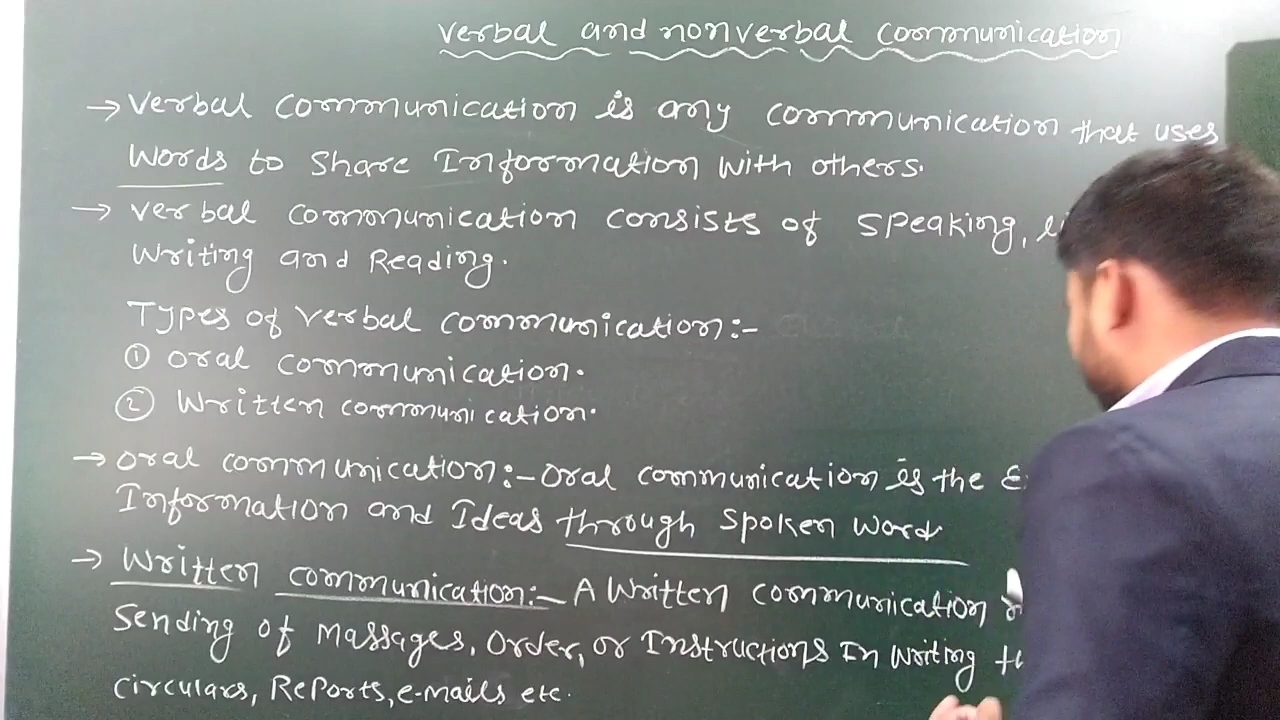 Verbal and nonverbal communication
→ Verbal communication is any communication that uses
Words to Share Information With others.
→ Verbal communication consists of Speaking,
Writing and Reading.
Types of Verbal communication:-
① Oral communication.
② Written communication.
→ Oral communication:- Oral communication is the
Information and Ideas through Spoken Word
→ Written communication:- A Written communication
Sending of Massages, Order, or Instructions In Writing
circulars, Reports, e-mails etc.